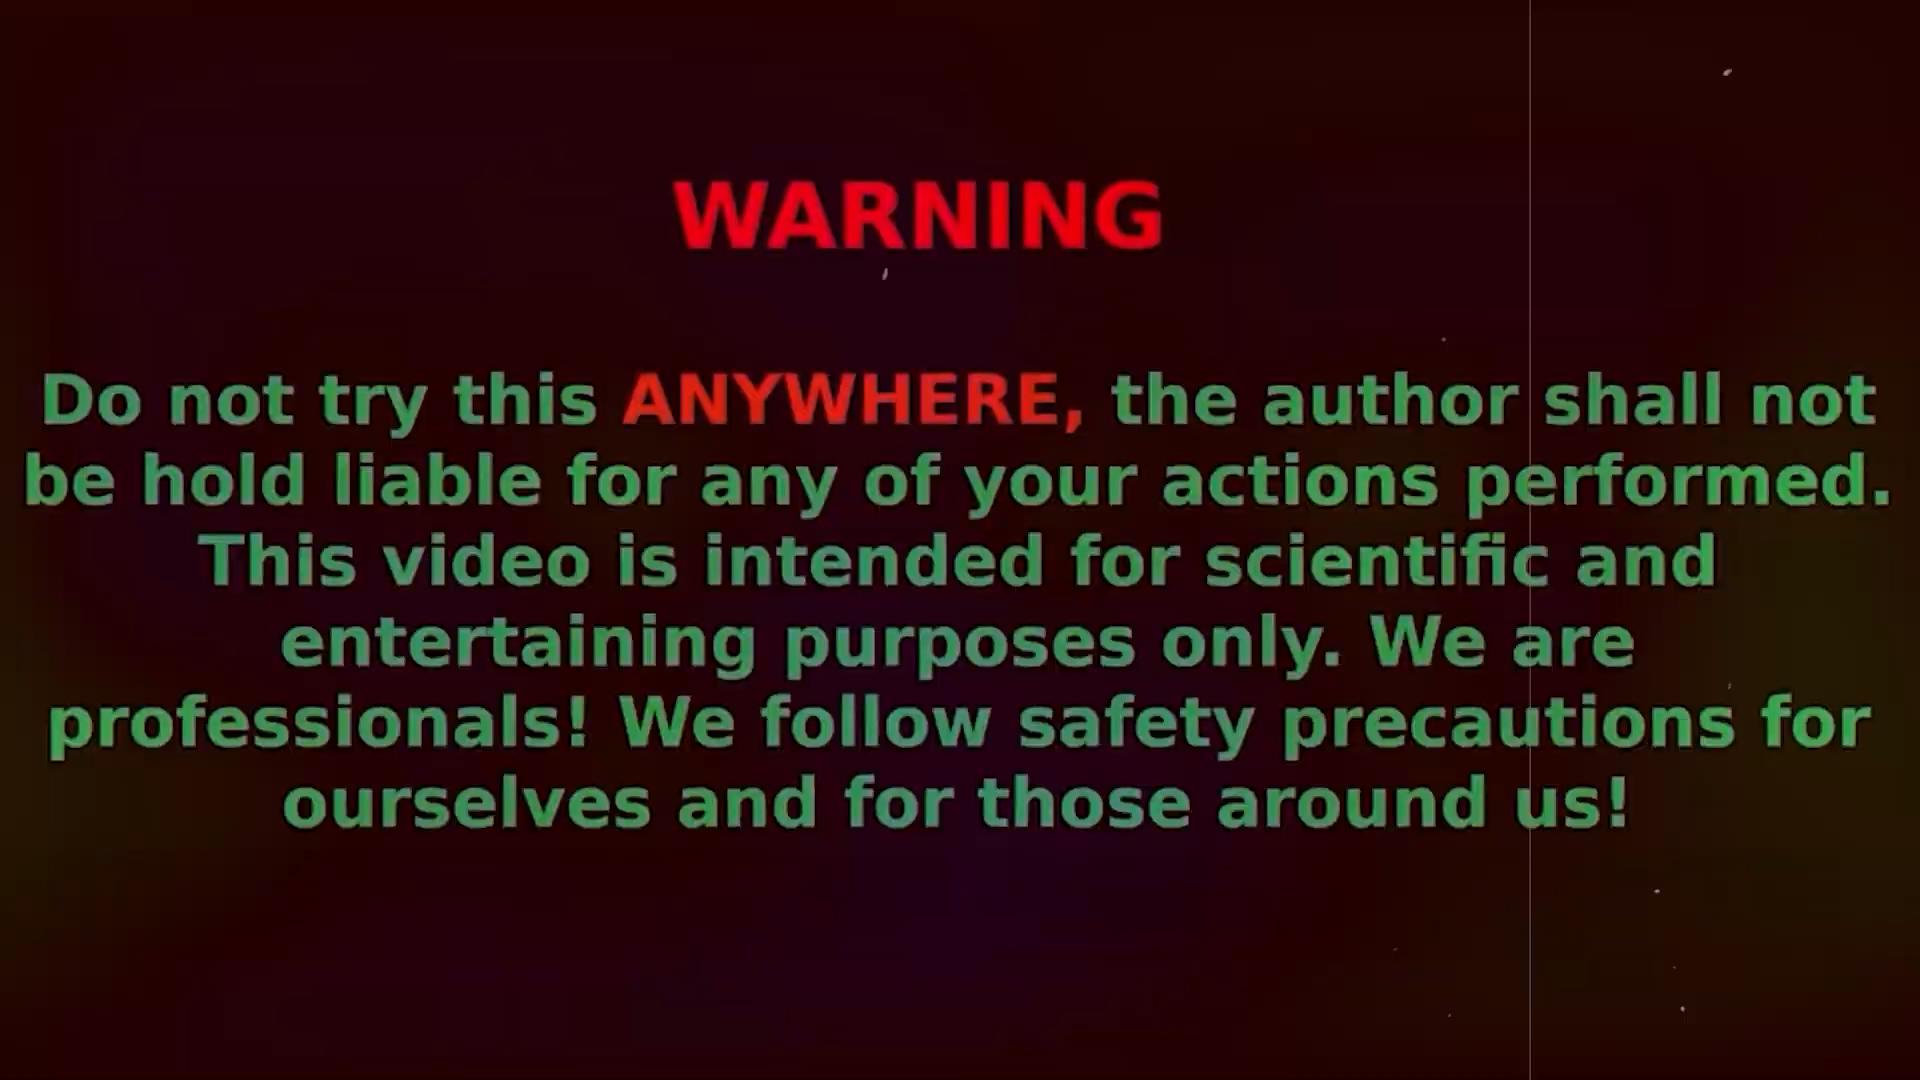 WARNING
Do not try this ANYWHERE, the author shall not
be hold liable for any of your actions performed.
This video is intended for scientific and
entertaining purposes only. We are
professionals! We follow safety precautions for
ourselves and for those around us!